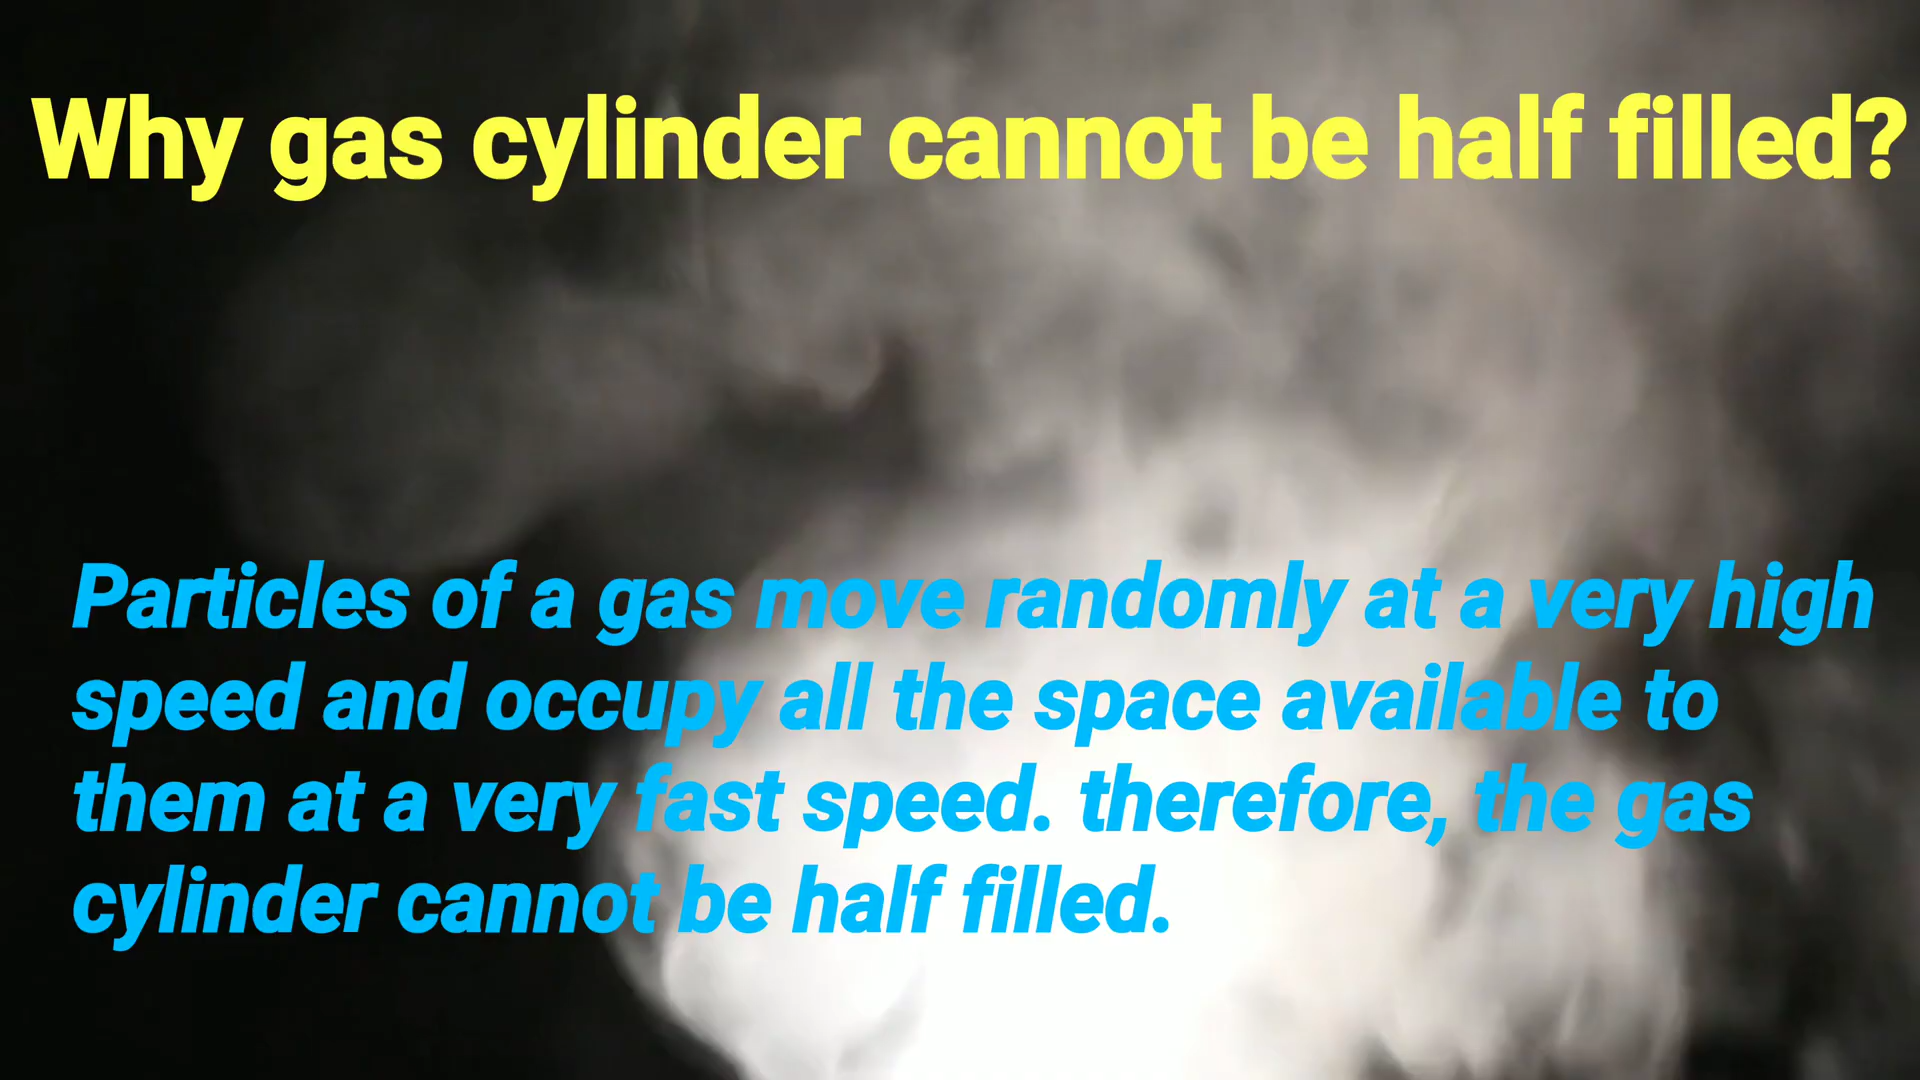 Why gas cylinder cannot be half filled?
Particles of a gas move randomly at a very high
speed and occupy all the space available to
them at a very fast speed. therefore, the gas
cylinder cannot be half filled.